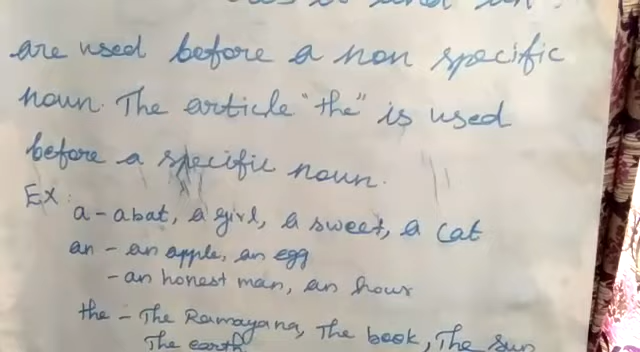 are used before a non specific
noun. The article "the" is used
before a specific noun.
Ex:
a - a bat, a girl, a sweet, a cat
an - an apple, an egg
- an honest man, an hour
the - The Ramayana, The book, The Sun
The earth